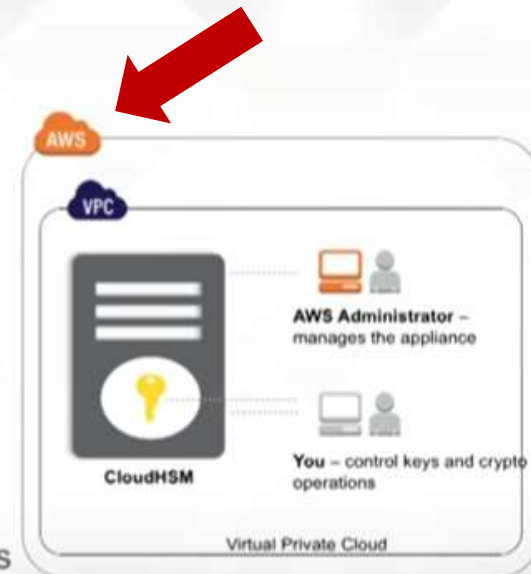 AWS
VPC
AWS Administrator –
manages the appliance
You – control keys and crypto
operations
CloudHSM
Virtual Private Cloud
s